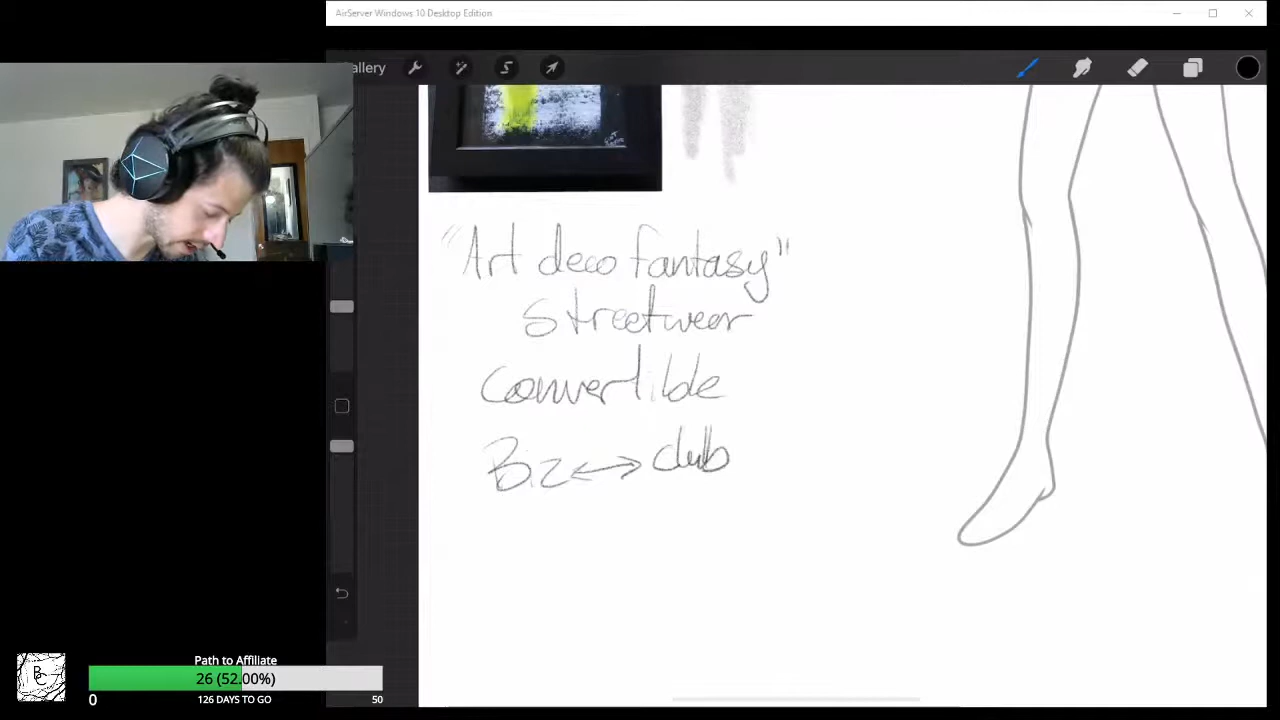 AirServer Windows 10 Desktop Edition
allery
"Art deco fantasy"
streetwear
Convertible
Biz ↔ club
Path to Affiliate
26 (52.00%)
0 126 DAYS TO GO 50